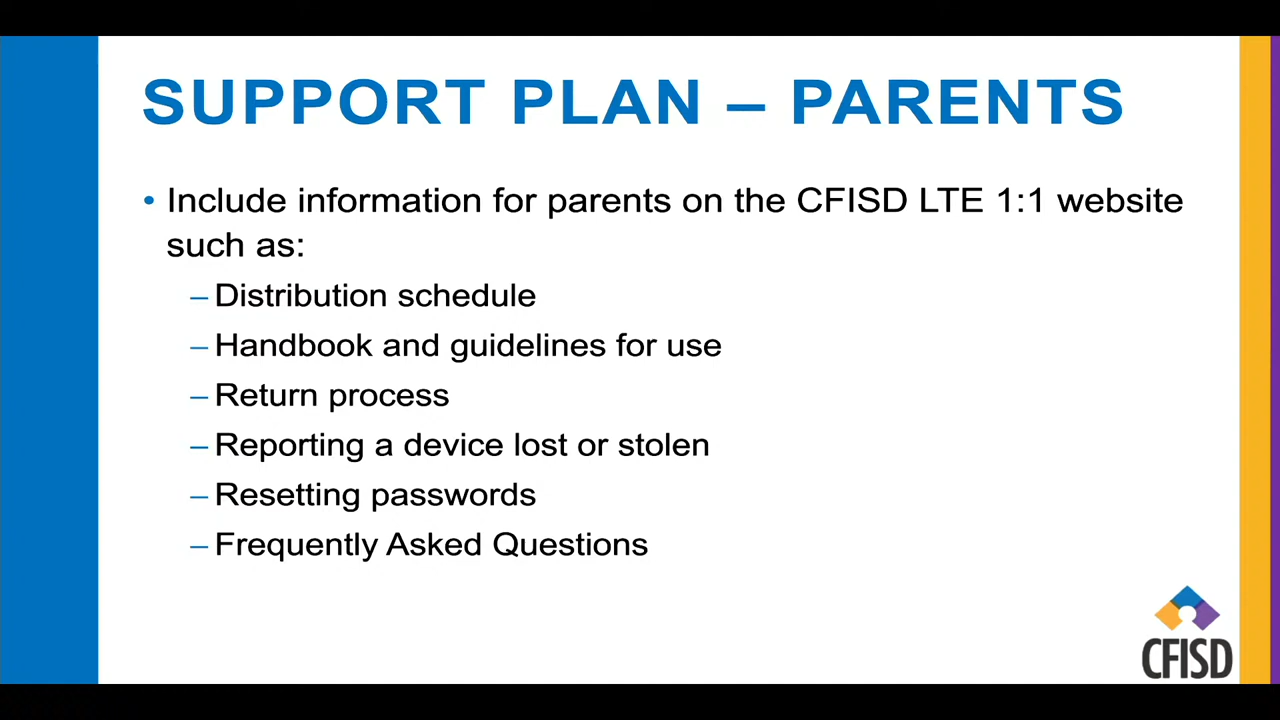 SUPPORT PLAN – PARENTS
• Include information for parents on the CFISD LTE 1:1 website
such as:
– Distribution schedule
– Handbook and guidelines for use
– Return process
– Reporting a device lost or stolen
– Resetting passwords
– Frequently Asked Questions
CFISD